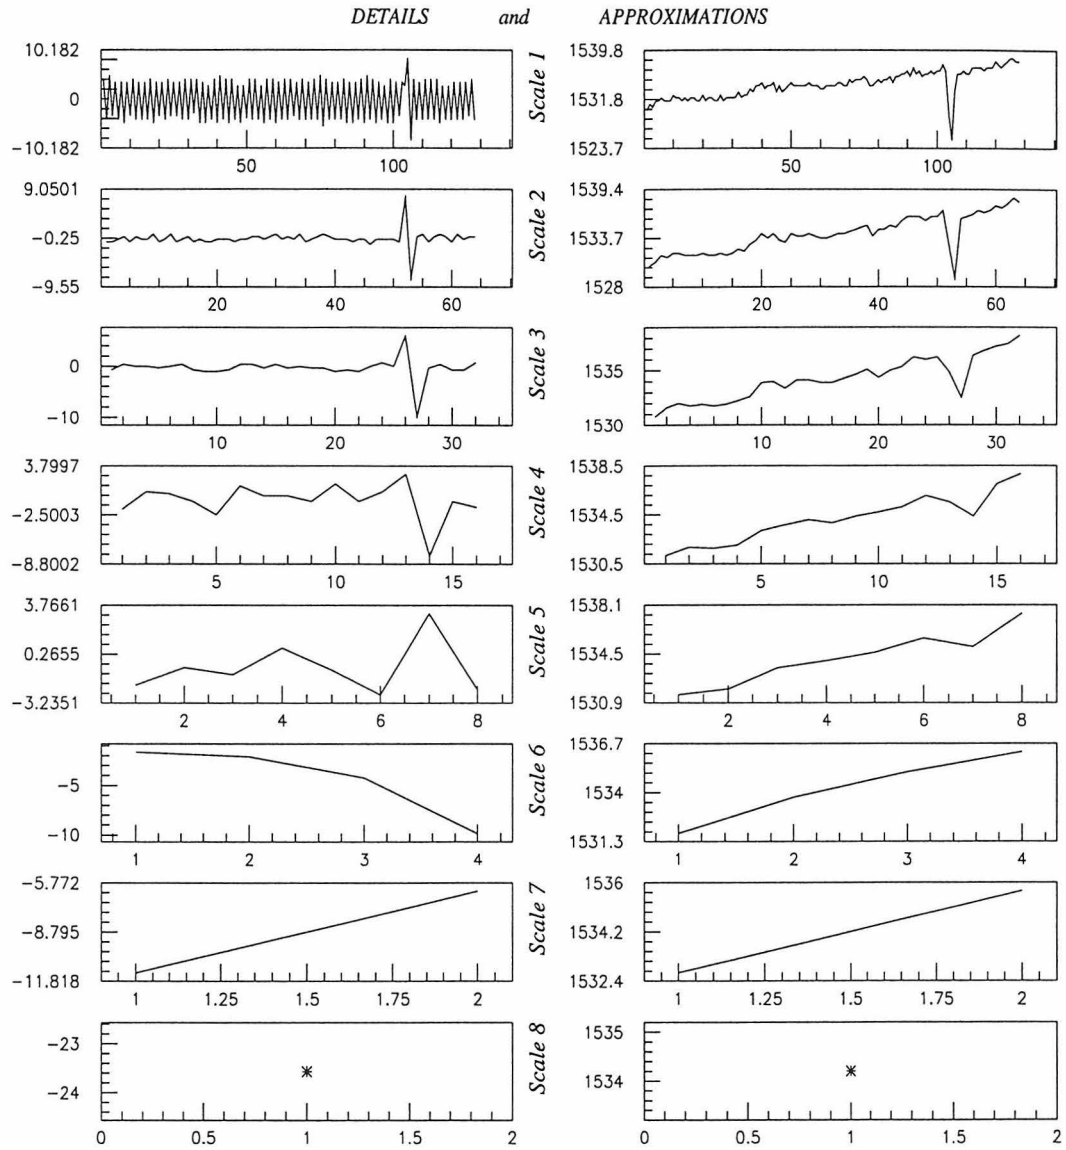 DETAILS and APPROXIMATIONS
10.182
0
−10.182
50 100
Scale 1
1539.8
1531.8
1523.7
50 100
9.0501
−0.25
−9.55
20 40 60
Scale 2
1539.4
1533.7
1528
20 40 60
0
−10
10 20 30
Scale 3
1535
1530
10 20 30
3.7997
−2.5003
−8.8002
5 10 15
Scale 4
1538.5
1534.5
1530.5
5 10 15
3.7661
0.2655
−3.2351
2 4 6 8
Scale 5
1538.1
1534.5
1530.9
2 4 6 8
−5
−10
1 2 3 4
Scale 6
1536.7
1534
1531.3
1 2 3 4
−5.772
−8.795
−11.818
1 1.25 1.5 1.75 2
Scale 7
1536
1534.2
1532.4
1 1.25 1.5 1.75 2
−23
−24
0 0.5 1 1.5 2
Scale 8
1535
1534
0 0.5 1 1.5 2